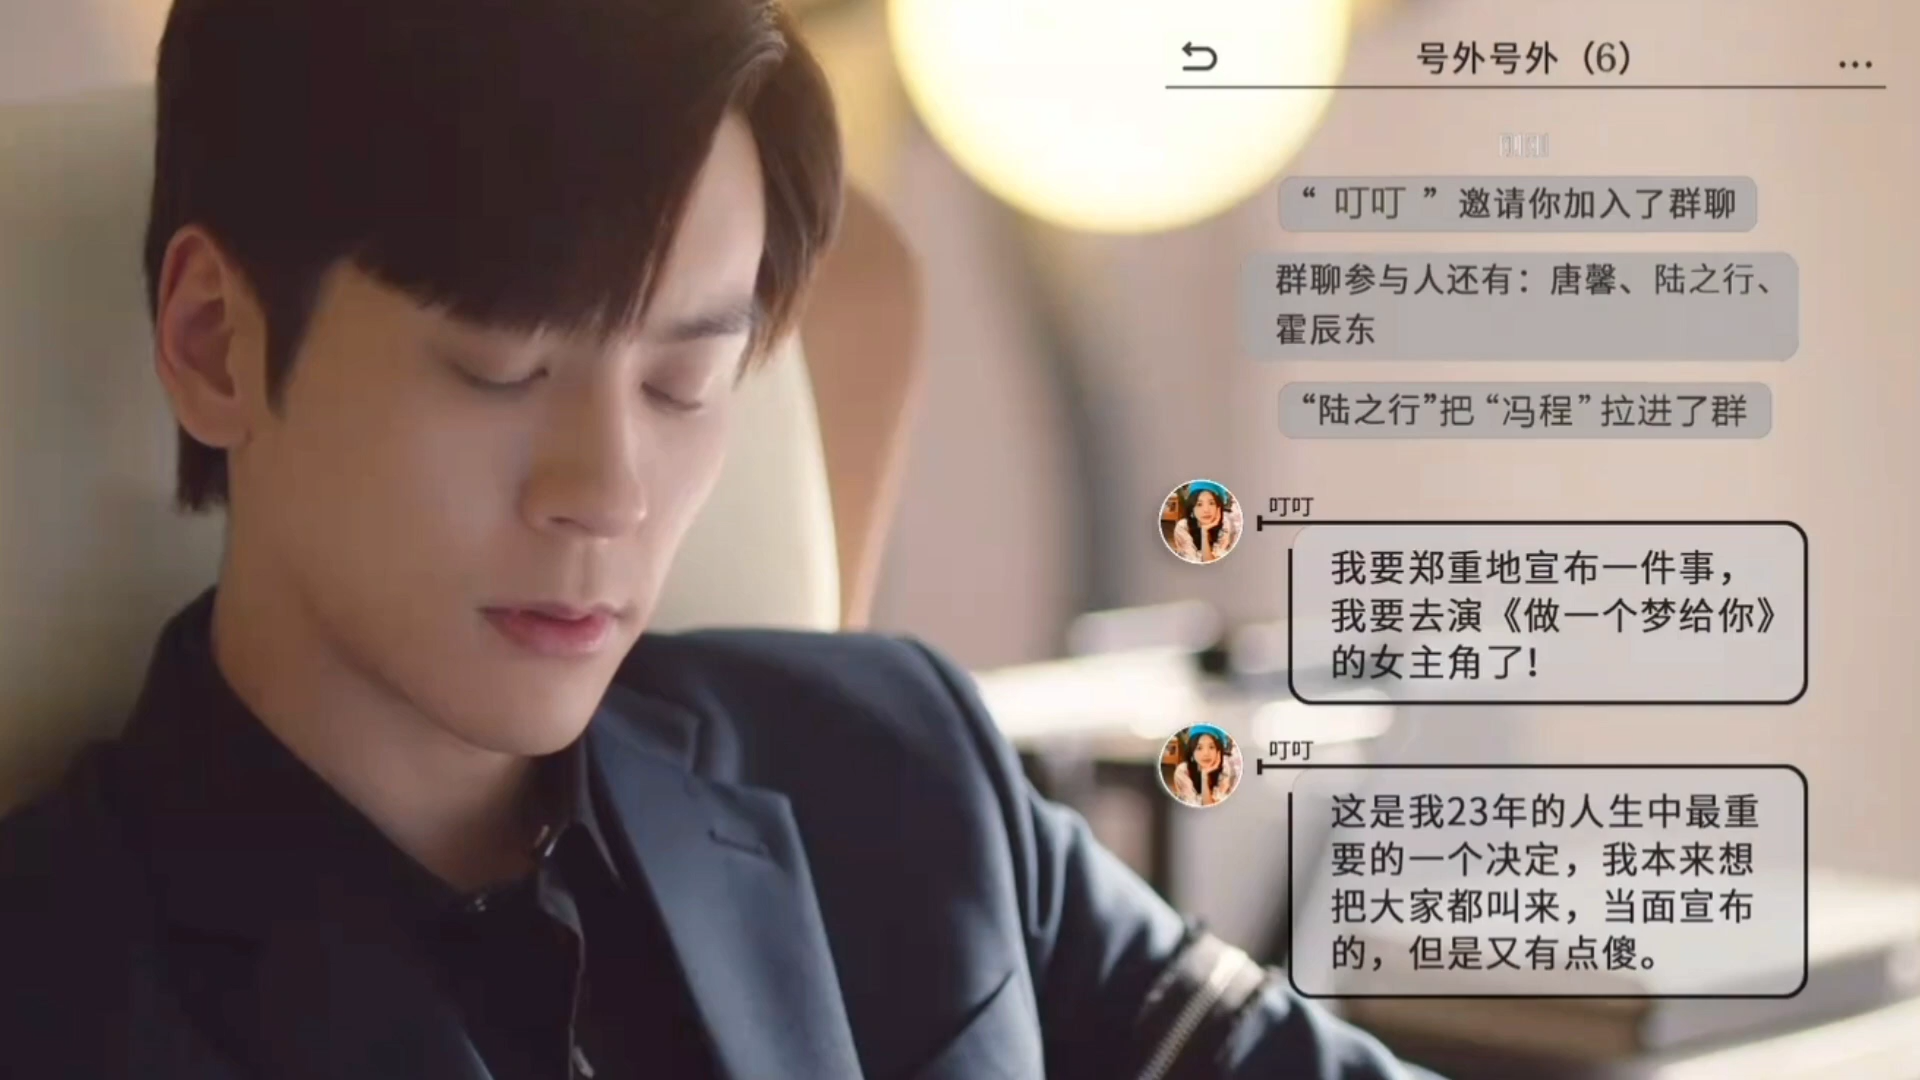 号外号外（6）
...
刚刚
“ 叮叮 ”邀请你加入了群聊
群聊参与人还有：唐馨、陆之行、
霍辰东
“陆之行”把“冯程”拉进了群
叮叮
我要郑重地宣布一件事，
我要去演《做一个梦给你》
的女主角了！
叮叮
这是我23年的人生中最重
要的一个决定，我本来想
把大家都叫来，当面宣布
的，但是又有点傻。